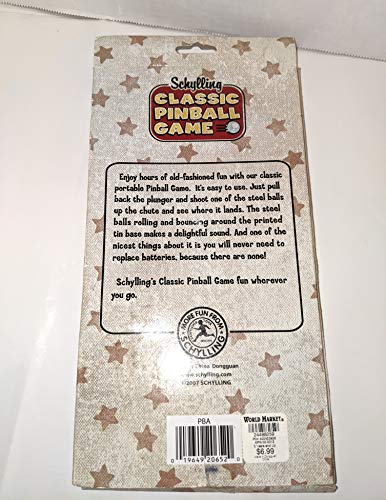 Schylling
CLASSIC
PINBALL
GAME
Enjoy hours of old-fashioned fun with our classic
portable Pinball Game. It's easy to use. Just pull
back the plunger and shoot one of the steel balls
up the chute and see where it lands. The steel
balls rolling and bouncing around the printed
tin base makes a delightful sound. And one of the
nicest things about it is you will never need to
replace batteries, because there are none!
Schylling's Classic Pinball Game fun wherever
you go.
MORE FUN FROM
SCHYLLING
China Dongguan
www.schylling.com
©2007 SCHYLLING
PBA
0 19649 20652 0
WORLD MARKET
$6.99